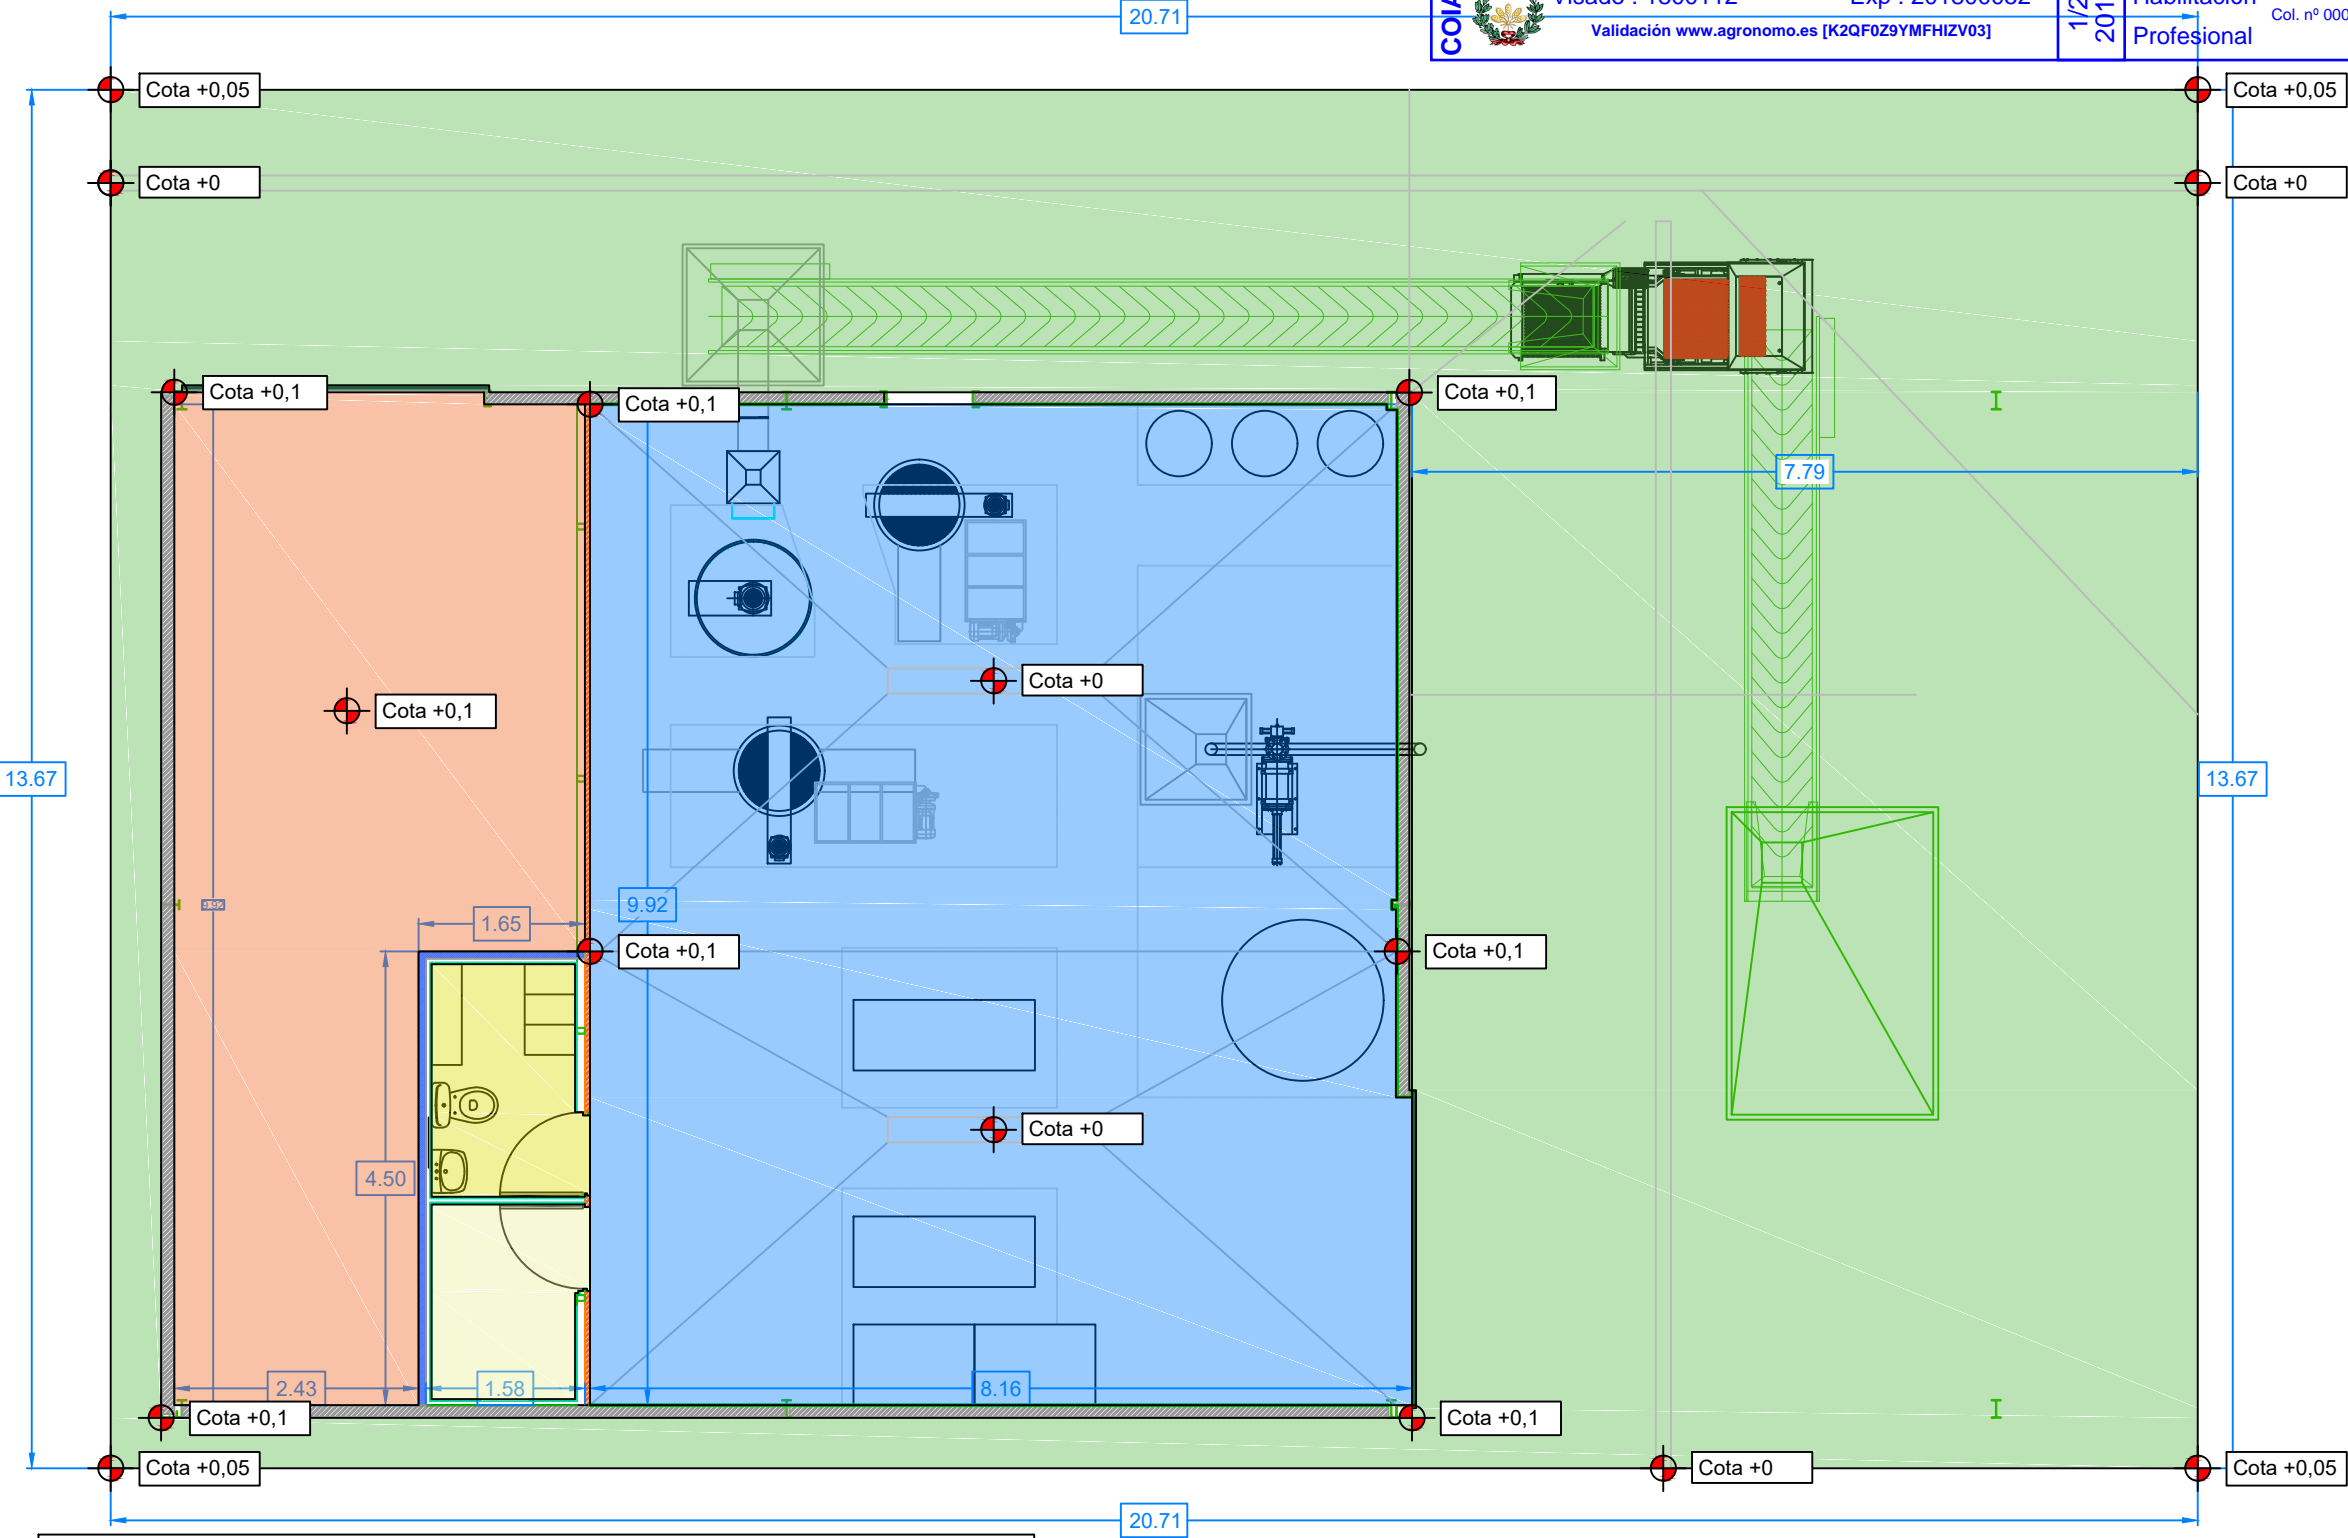 20.71
COIA
Validación www.agronomo.es [K2QF0Z9YMFHIZV03]
Profesional
Col. nº 000
Cota +0,05
Cota +0,05
Cota +0
Cota +0
Cota +0,1
Cota +0,1
Cota +0,1
7.79
Cota +0
Cota +0,1
13.67
13.67
9.92
9.92
1.65
Cota +0,1
Cota +0,1
Cota +0
4.50
2.43
1.58
8.16
Cota +0,1
Cota +0,1
Cota +0,05
Cota +0
Cota +0,05
20.71